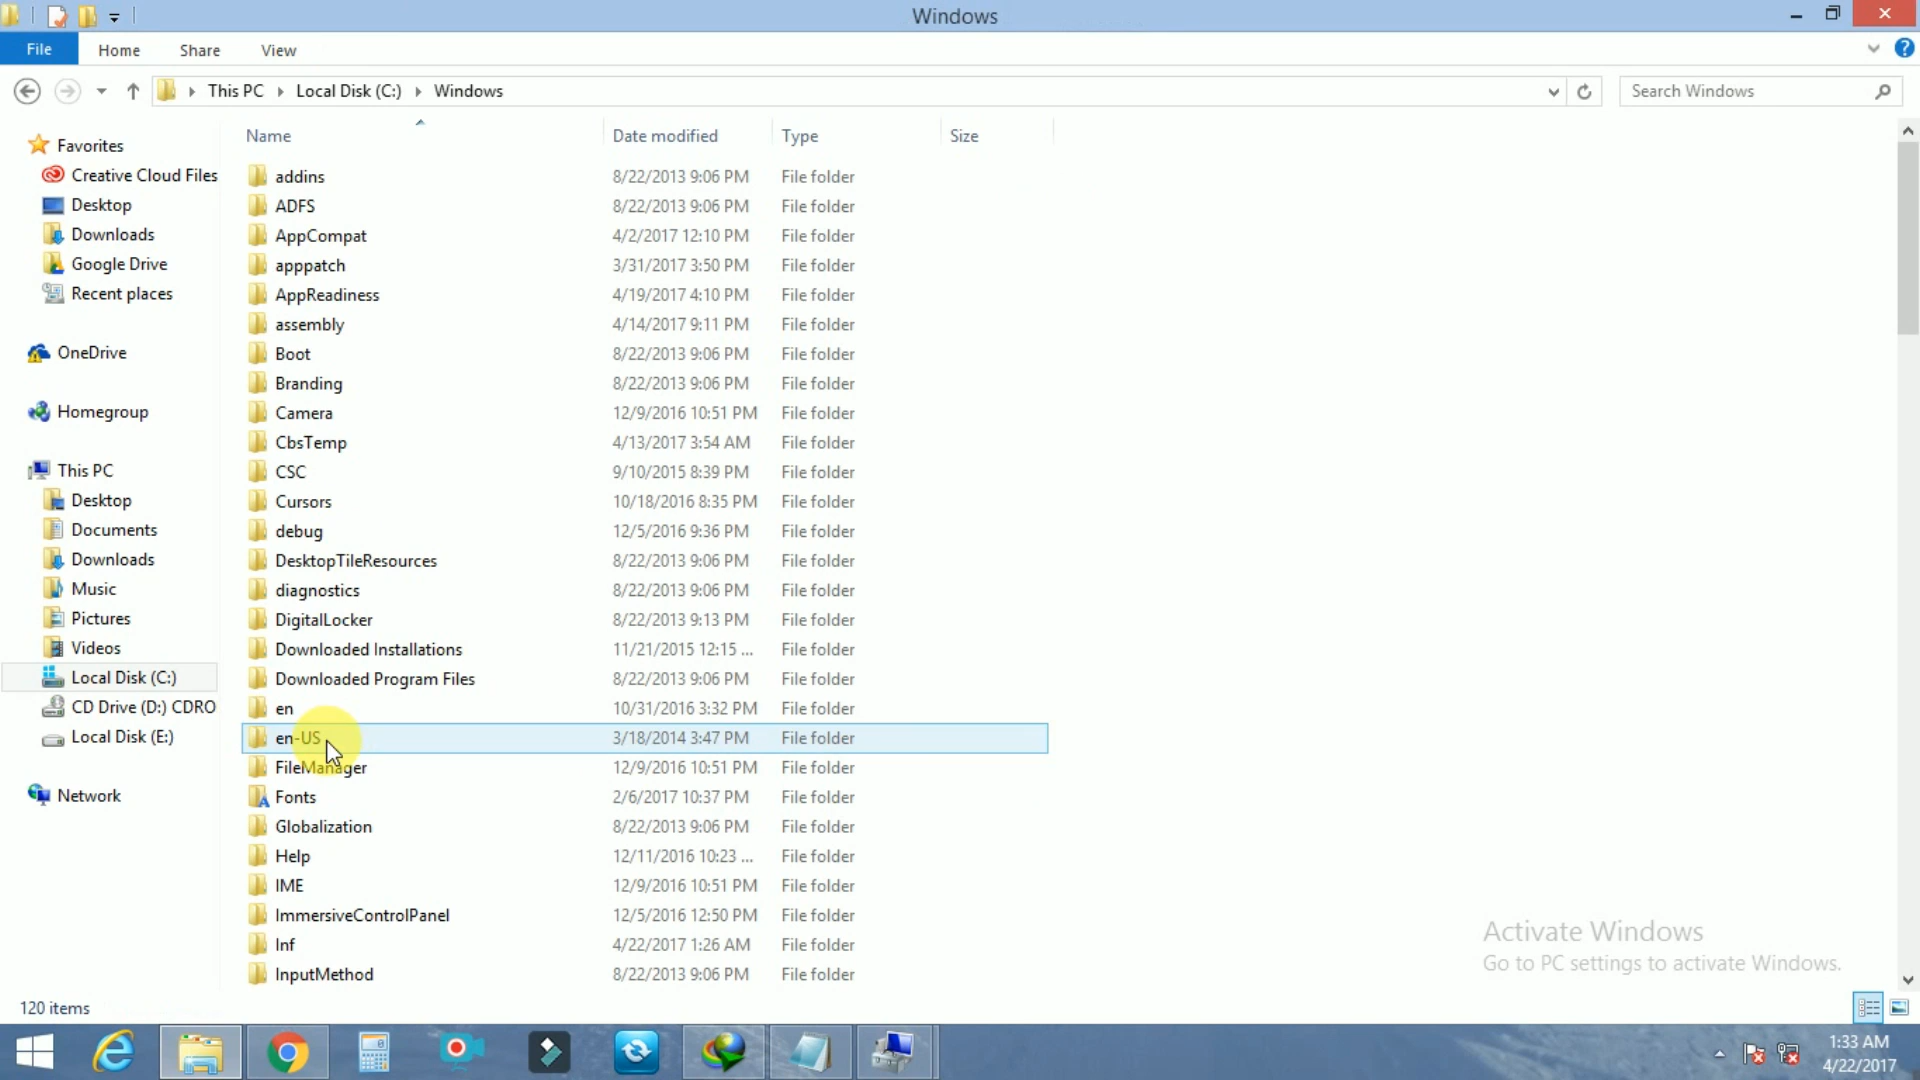 Windows
File Home Share View
This PC Local Disk (C:) Windows
Search Windows
Name Date modified Type Size
Favorites
Creative Cloud Files
Desktop
Downloads
Google Drive
Recent places
OneDrive
Homegroup
This PC
Desktop
Documents
Downloads
Music
Pictures
Videos
Local Disk (C:)
CD Drive (D:) CDRO
Local Disk (E:)
Network
addins 8/22/2013 9:06 PM File folder
ADFS 8/22/2013 9:06 PM File folder
AppCompat 4/2/2017 12:10 PM File folder
apppatch 3/31/2017 3:50 PM File folder
AppReadiness 4/19/2017 4:10 PM File folder
assembly 4/14/2017 9:11 PM File folder
Boot 8/22/2013 9:06 PM File folder
Branding 8/22/2013 9:06 PM File folder
Camera 12/9/2016 10:51 PM File folder
CbsTemp 4/13/2017 3:54 AM File folder
CSC 9/10/2015 8:39 PM File folder
Cursors 10/18/2016 8:35 PM File folder
debug 12/5/2016 9:36 PM File folder
DesktopTileResources 8/22/2013 9:06 PM File folder
diagnostics 8/22/2013 9:06 PM File folder
DigitalLocker 8/22/2013 9:13 PM File folder
Downloaded Installations 11/21/2015 12:15 ... File folder
Downloaded Program Files 8/22/2013 9:06 PM File folder
en 10/31/2016 3:32 PM File folder
en-US 3/18/2014 3:47 PM File folder
FileManager 12/9/2016 10:51 PM File folder
Fonts 2/6/2017 10:37 PM File folder
Globalization 8/22/2013 9:06 PM File folder
Help 12/11/2016 10:23 ... File folder
IME 12/9/2016 10:51 PM File folder
ImmersiveControlPanel 12/5/2016 12:50 PM File folder
Inf 4/22/2017 1:26 AM File folder
InputMethod 8/22/2013 9:06 PM File folder
Activate Windows
Go to PC settings to activate Windows.
120 items
1:33 AM
4/22/2017